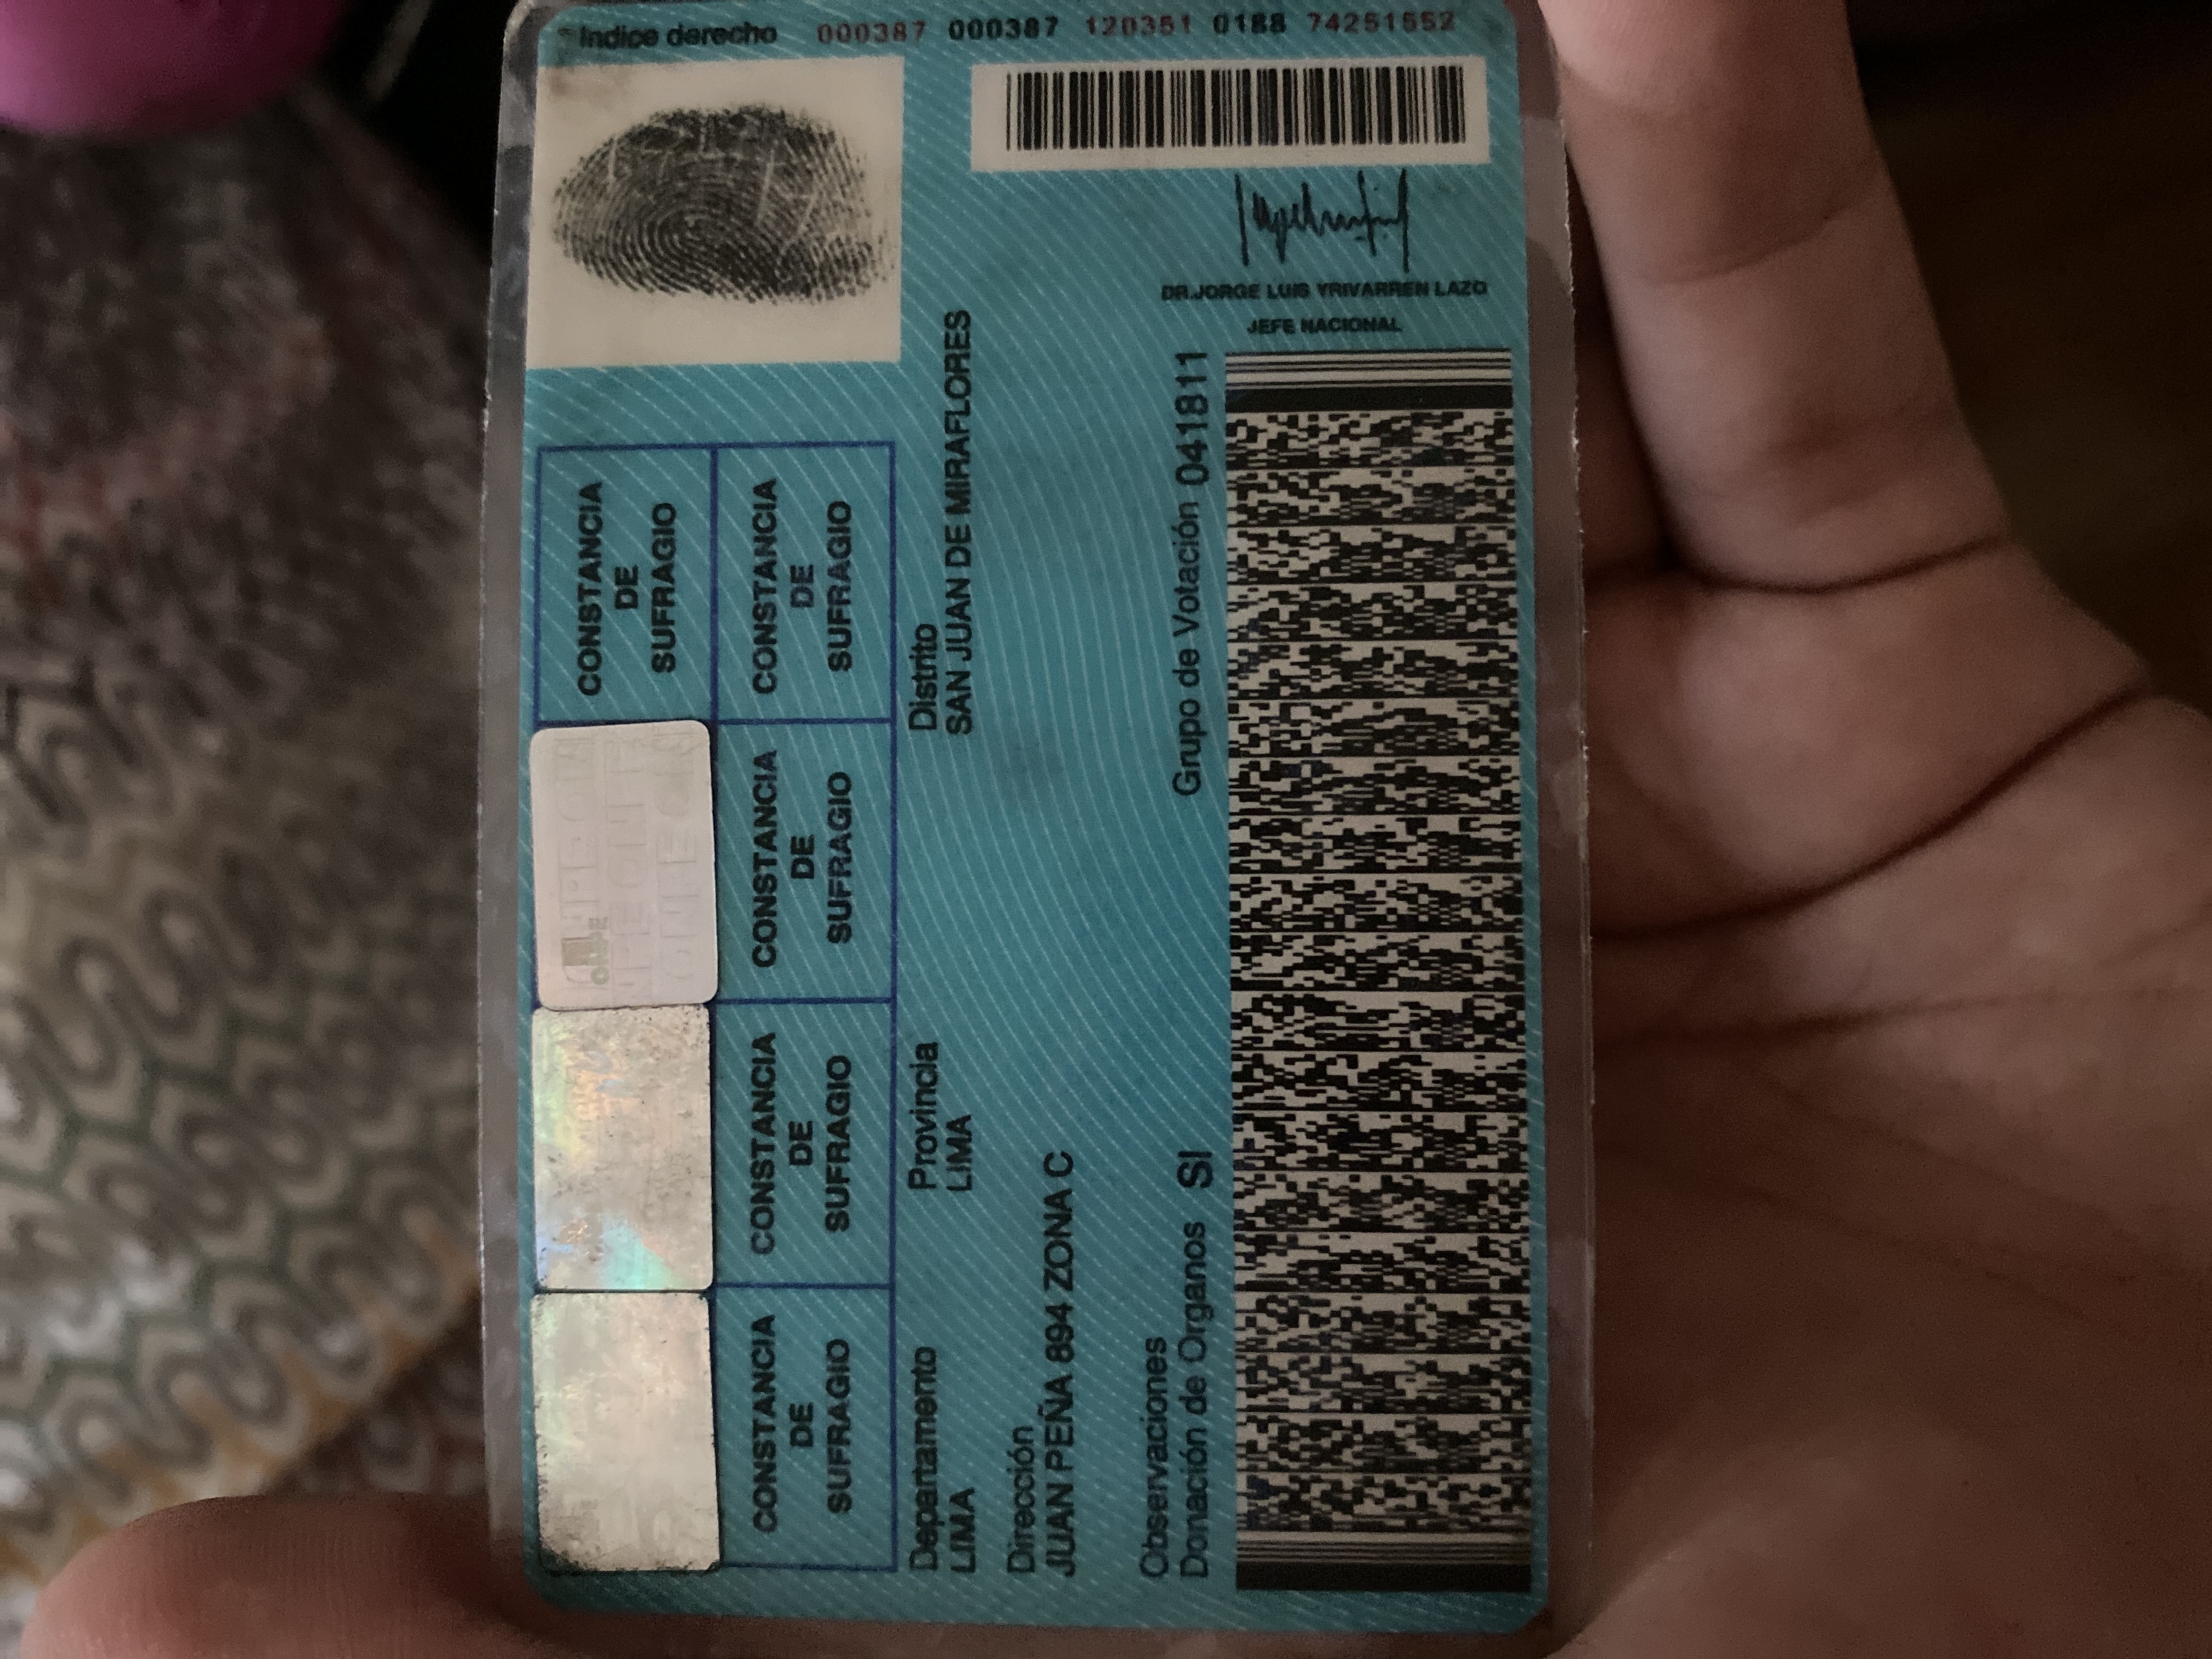 ONPE
CONSTANCIA
DE
SUFRAGIO
CONSTANCIA
DE
SUFRAGIO
CONSTANCIA
DE
SUFRAGIO
CONSTANCIA
DE
SUFRAGIO
CONSTANCIA
DE
SUFRAGIO
Departamento Provincia Distrito
LIMA LIMA SAN JUAN DE MIRAFLORES
Dirección
JUAN PEÑA 894 ZONA C
Observaciones
Donación de Organos SI Grupo de Votación 041811
DR.JORGE LUIS YRIVARREN LAZO
JEFE NACIONAL
Indice derecho 000387 000387 120351 0188 74251552